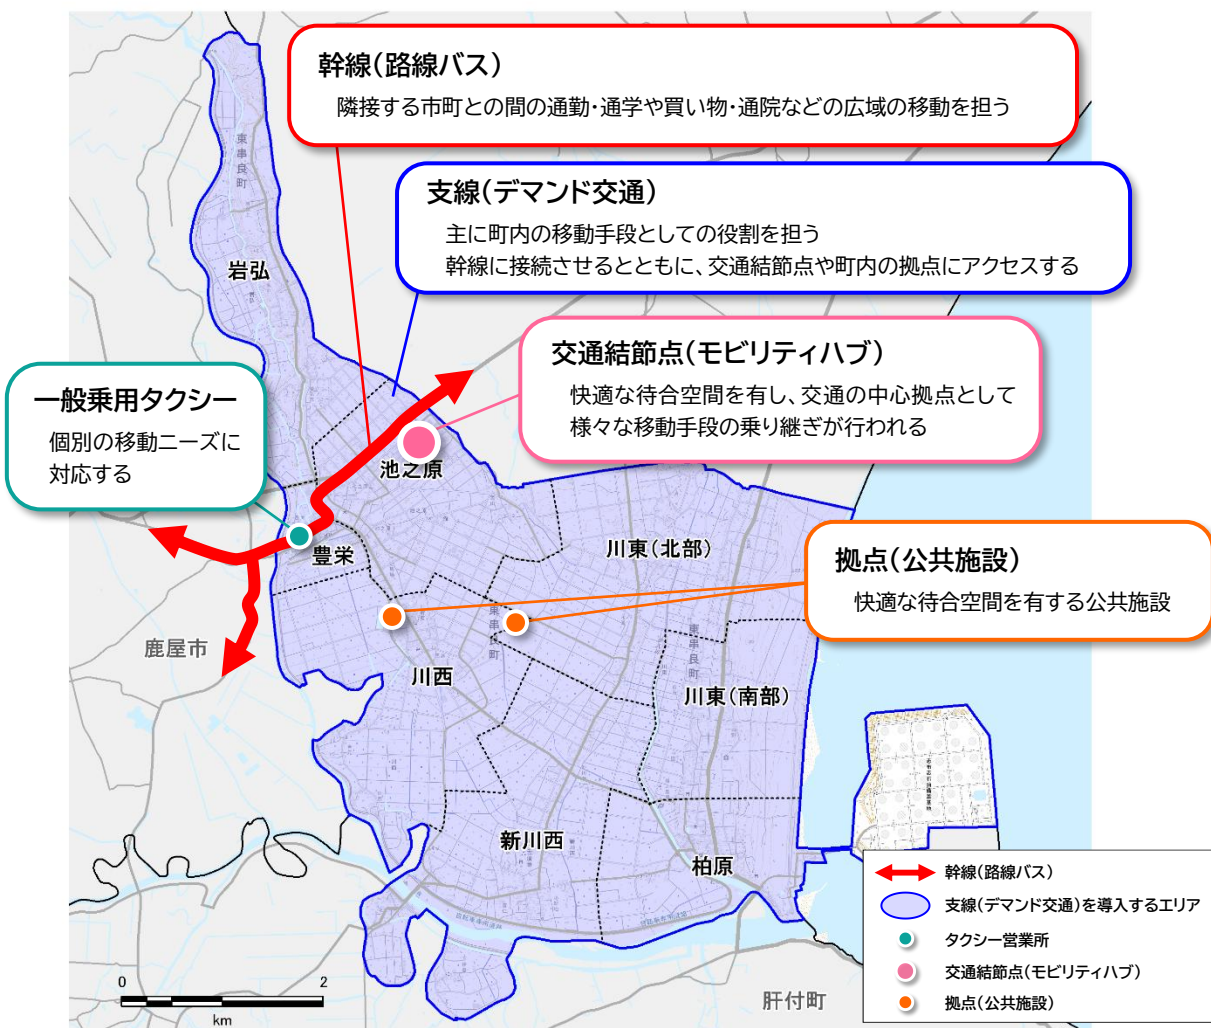 幹線(路線バス)
隣接する市町との間の通勤・通学や買い物・通院などの広域の移動を担う
支線(デマンド交通)
主に町内の移動手段としての役割を担う
幹線に接続させるとともに、交通結節点や町内の拠点にアクセスする
交通結節点(モビリティハブ)
快適な待合空間を有し、交通の中心拠点として
様々な移動手段の乗り継ぎが行われる
一般乗用タクシー
個別の移動ニーズに
対応する
拠点(公共施設)
快適な待合空間を有する公共施設
東串良町
岩弘
池之原
豊栄
川東(北部)
東串良町
東串良町
鹿屋市
川西
川東(南部)
新川西
柏原
肝付町
0 2
km
幹線(路線バス)
支線(デマンド交通)を導入するエリア
タクシー営業所
交通結節点(モビリティハブ)
拠点(公共施設)